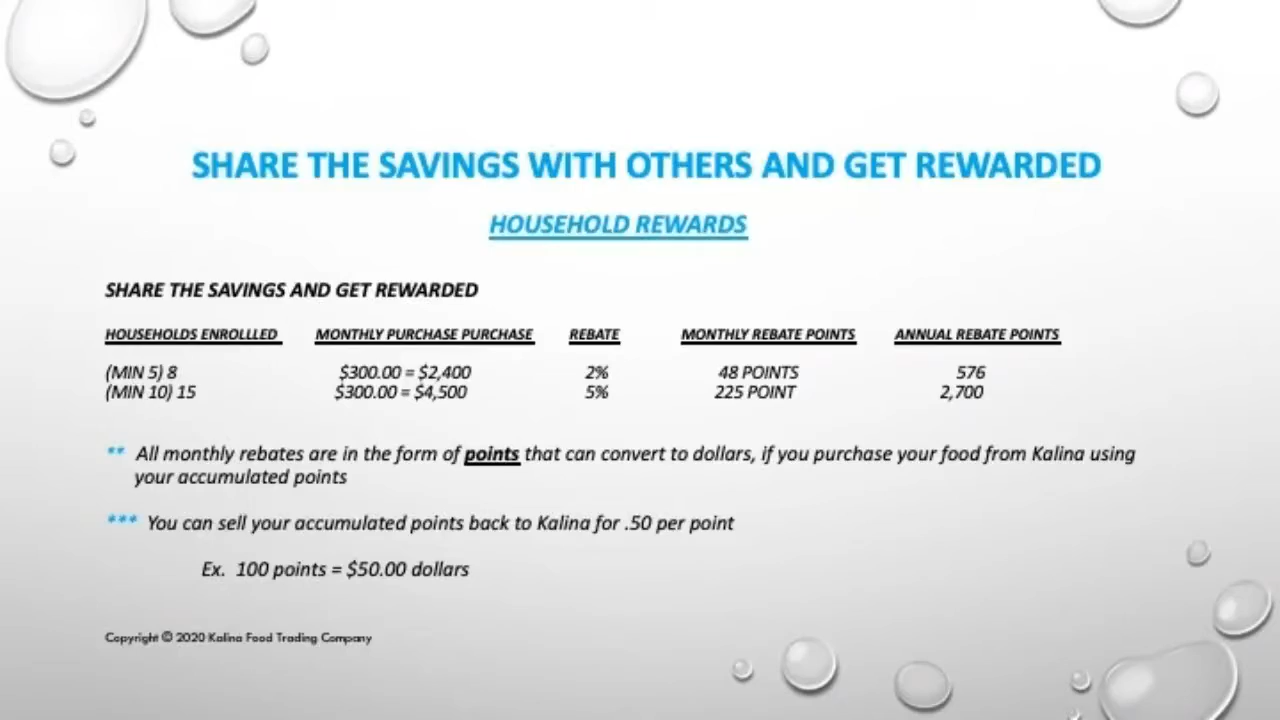 SHARE THE SAVINGS WITH OTHERS AND GET REWARDED
HOUSEHOLD REWARDS
SHARE THE SAVINGS AND GET REWARDED
HOUSEHOLDS ENROLLLED MONTHLY PURCHASE PURCHASE REBATE MONTHLY REBATE POINTS ANNUAL REBATE POINTS
(MIN 5) 8 $300.00 = $2,400 2% 48 POINTS 576
(MIN 10) 15 $300.00 = $4,500 5% 225 POINT 2,700
** All monthly rebates are in the form of points that can convert to dollars, if you purchase your food from Kalina using
your accumulated points
*** You can sell your accumulated points back to Kalina for .50 per point
Ex. 100 points = $50.00 dollars
Copyright © 2020 Kalina Food Trading Company